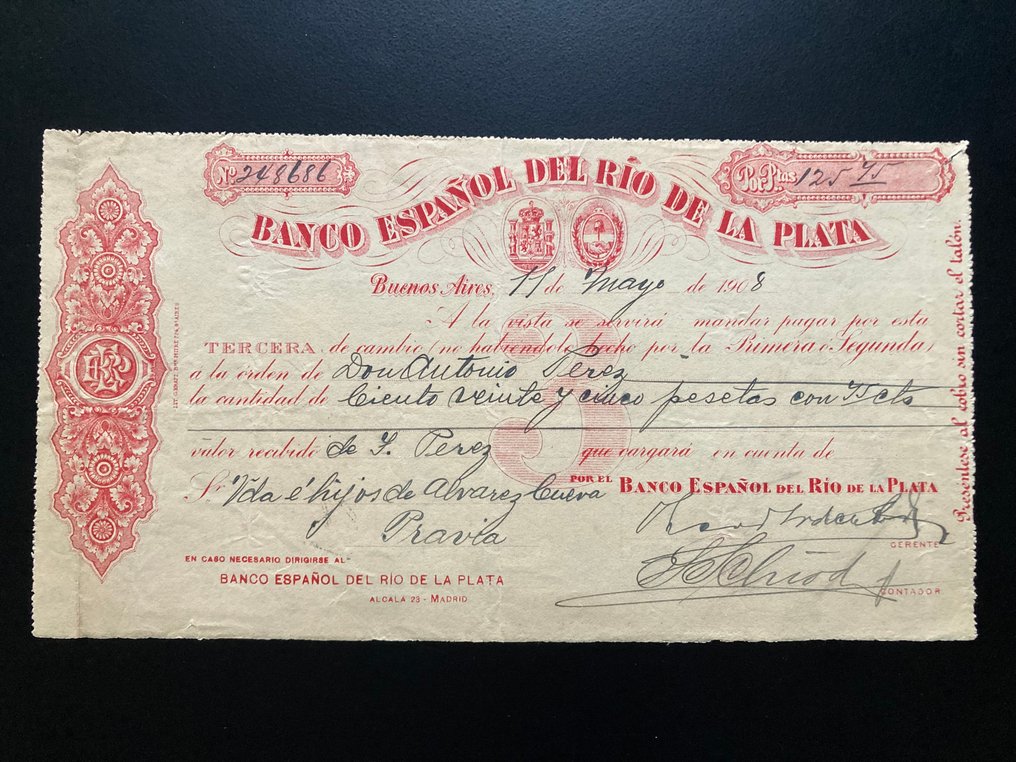 Nº 248686
Por Ptas. 125 75
BANCO ESPAÑOL DEL RÍO DE LA PLATA
3
Buenos Aires, 15 de Mayo de 1908
A la vista se servirá mandar pagar por esta
TERCERA de cambio (no habiéndolo hecho por la Primera ó Segunda)
a la órden de Don Antonio Perez
la cantidad de Ciento veinte y cinco pesetas con 75 cts
valor recibido de J. Perez que cargará en cuenta de
POR EL BANCO ESPAÑOL DEL RÍO DE LA PLATA
Sr Vda é hijos de Alvarez Cueva
Pravia
GERENTE
EN CASO NECESARIO DIRIGIRSE AL
BANCO ESPAÑOL DEL RIO DE LA PLATA
ALCALA 23 - MADRID
CONTADOR
Preséntese al cobro sin cortar el talón.